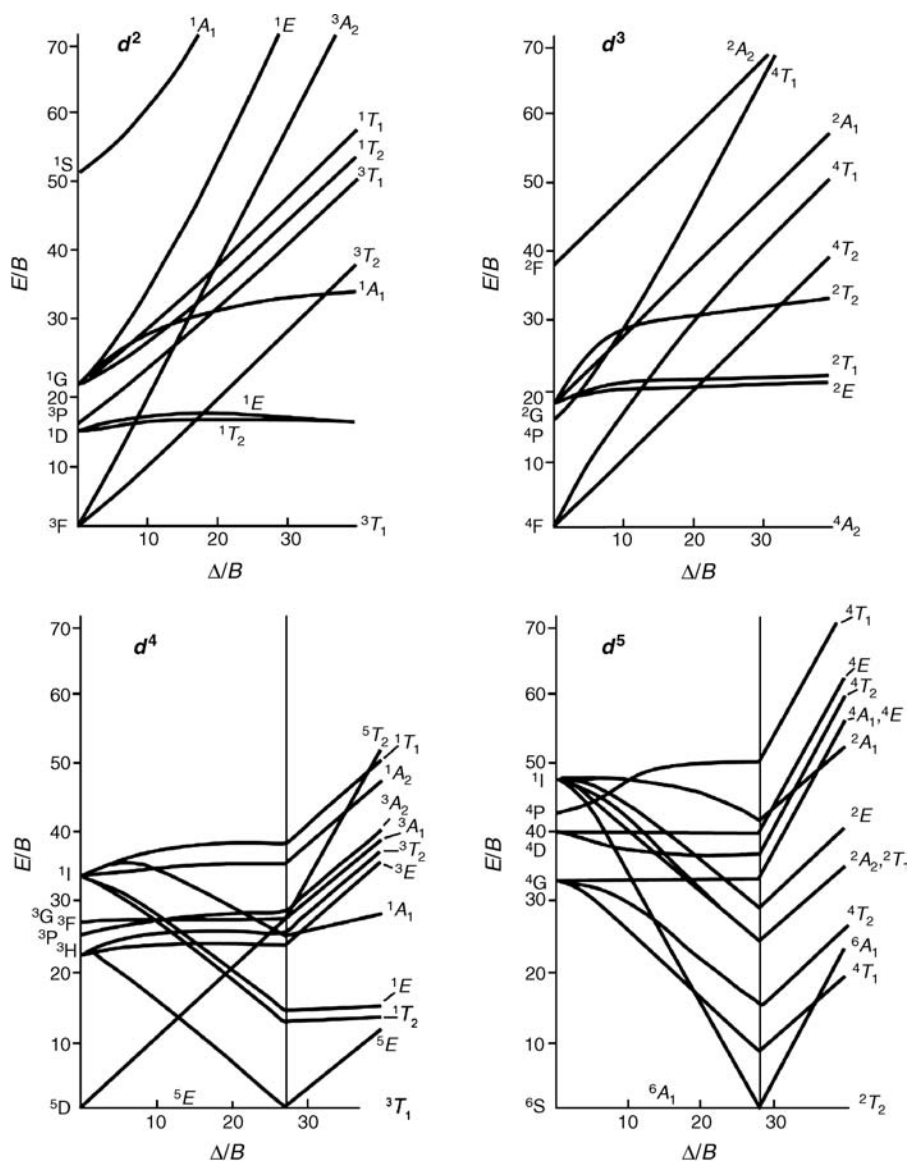 d²
E/B
70
60
¹S
50
40
30
¹G
20
³P
¹D
10
³F
¹A₁
¹E
³A₂
¹T₁
¹T₂
³T₁
³T₂
¹A₁
¹E
¹T₂
³T₁
10
20
30
Δ/B
d³
E/B
70
60
50
40
²F
30
20
²G
⁴P
10
⁴F
²A₂
⁴T₁
²A₁
⁴T₁
⁴T₂
²T₂
²T₁
²E
⁴A₂
10
20
30
Δ/B
d⁴
E/B
70
60
50
40
¹I
30
³G ³F
³P
³H
20
10
⁵D
⁵T₂
¹T₁
¹A₂
³A₂
³A₁
³T₂
³E
¹A₁
¹E
¹T₂
⁵E
⁵E
³T₁
10
20
30
Δ/B
d⁵
E/B
70
60
50
¹I
⁴P
40
⁴D
⁴G
30
20
10
⁶S
⁴T₁
⁴E
⁴T₂
⁴A₁,⁴E
²A₁
²E
²A₂,²T₁
⁴T₂
⁶A₁
⁴T₁
⁶A₁
²T₂
10
20
30
Δ/B